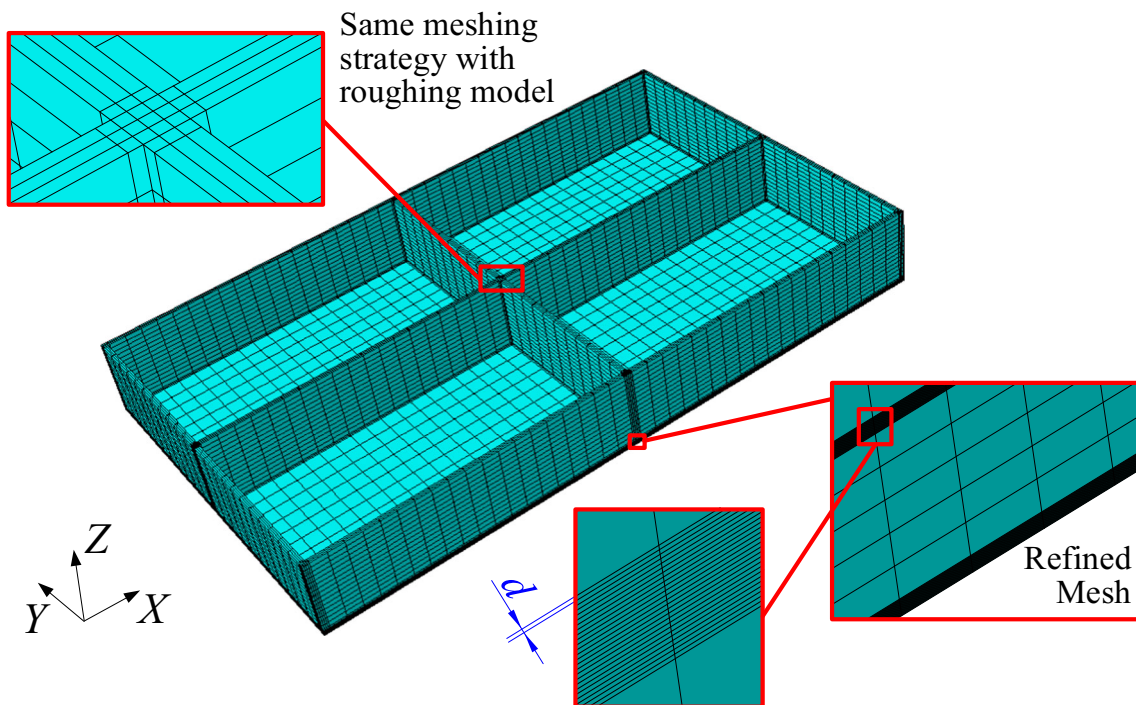 Same meshing
strategy with
roughing model
Z
Y
X
d
Refined
Mesh